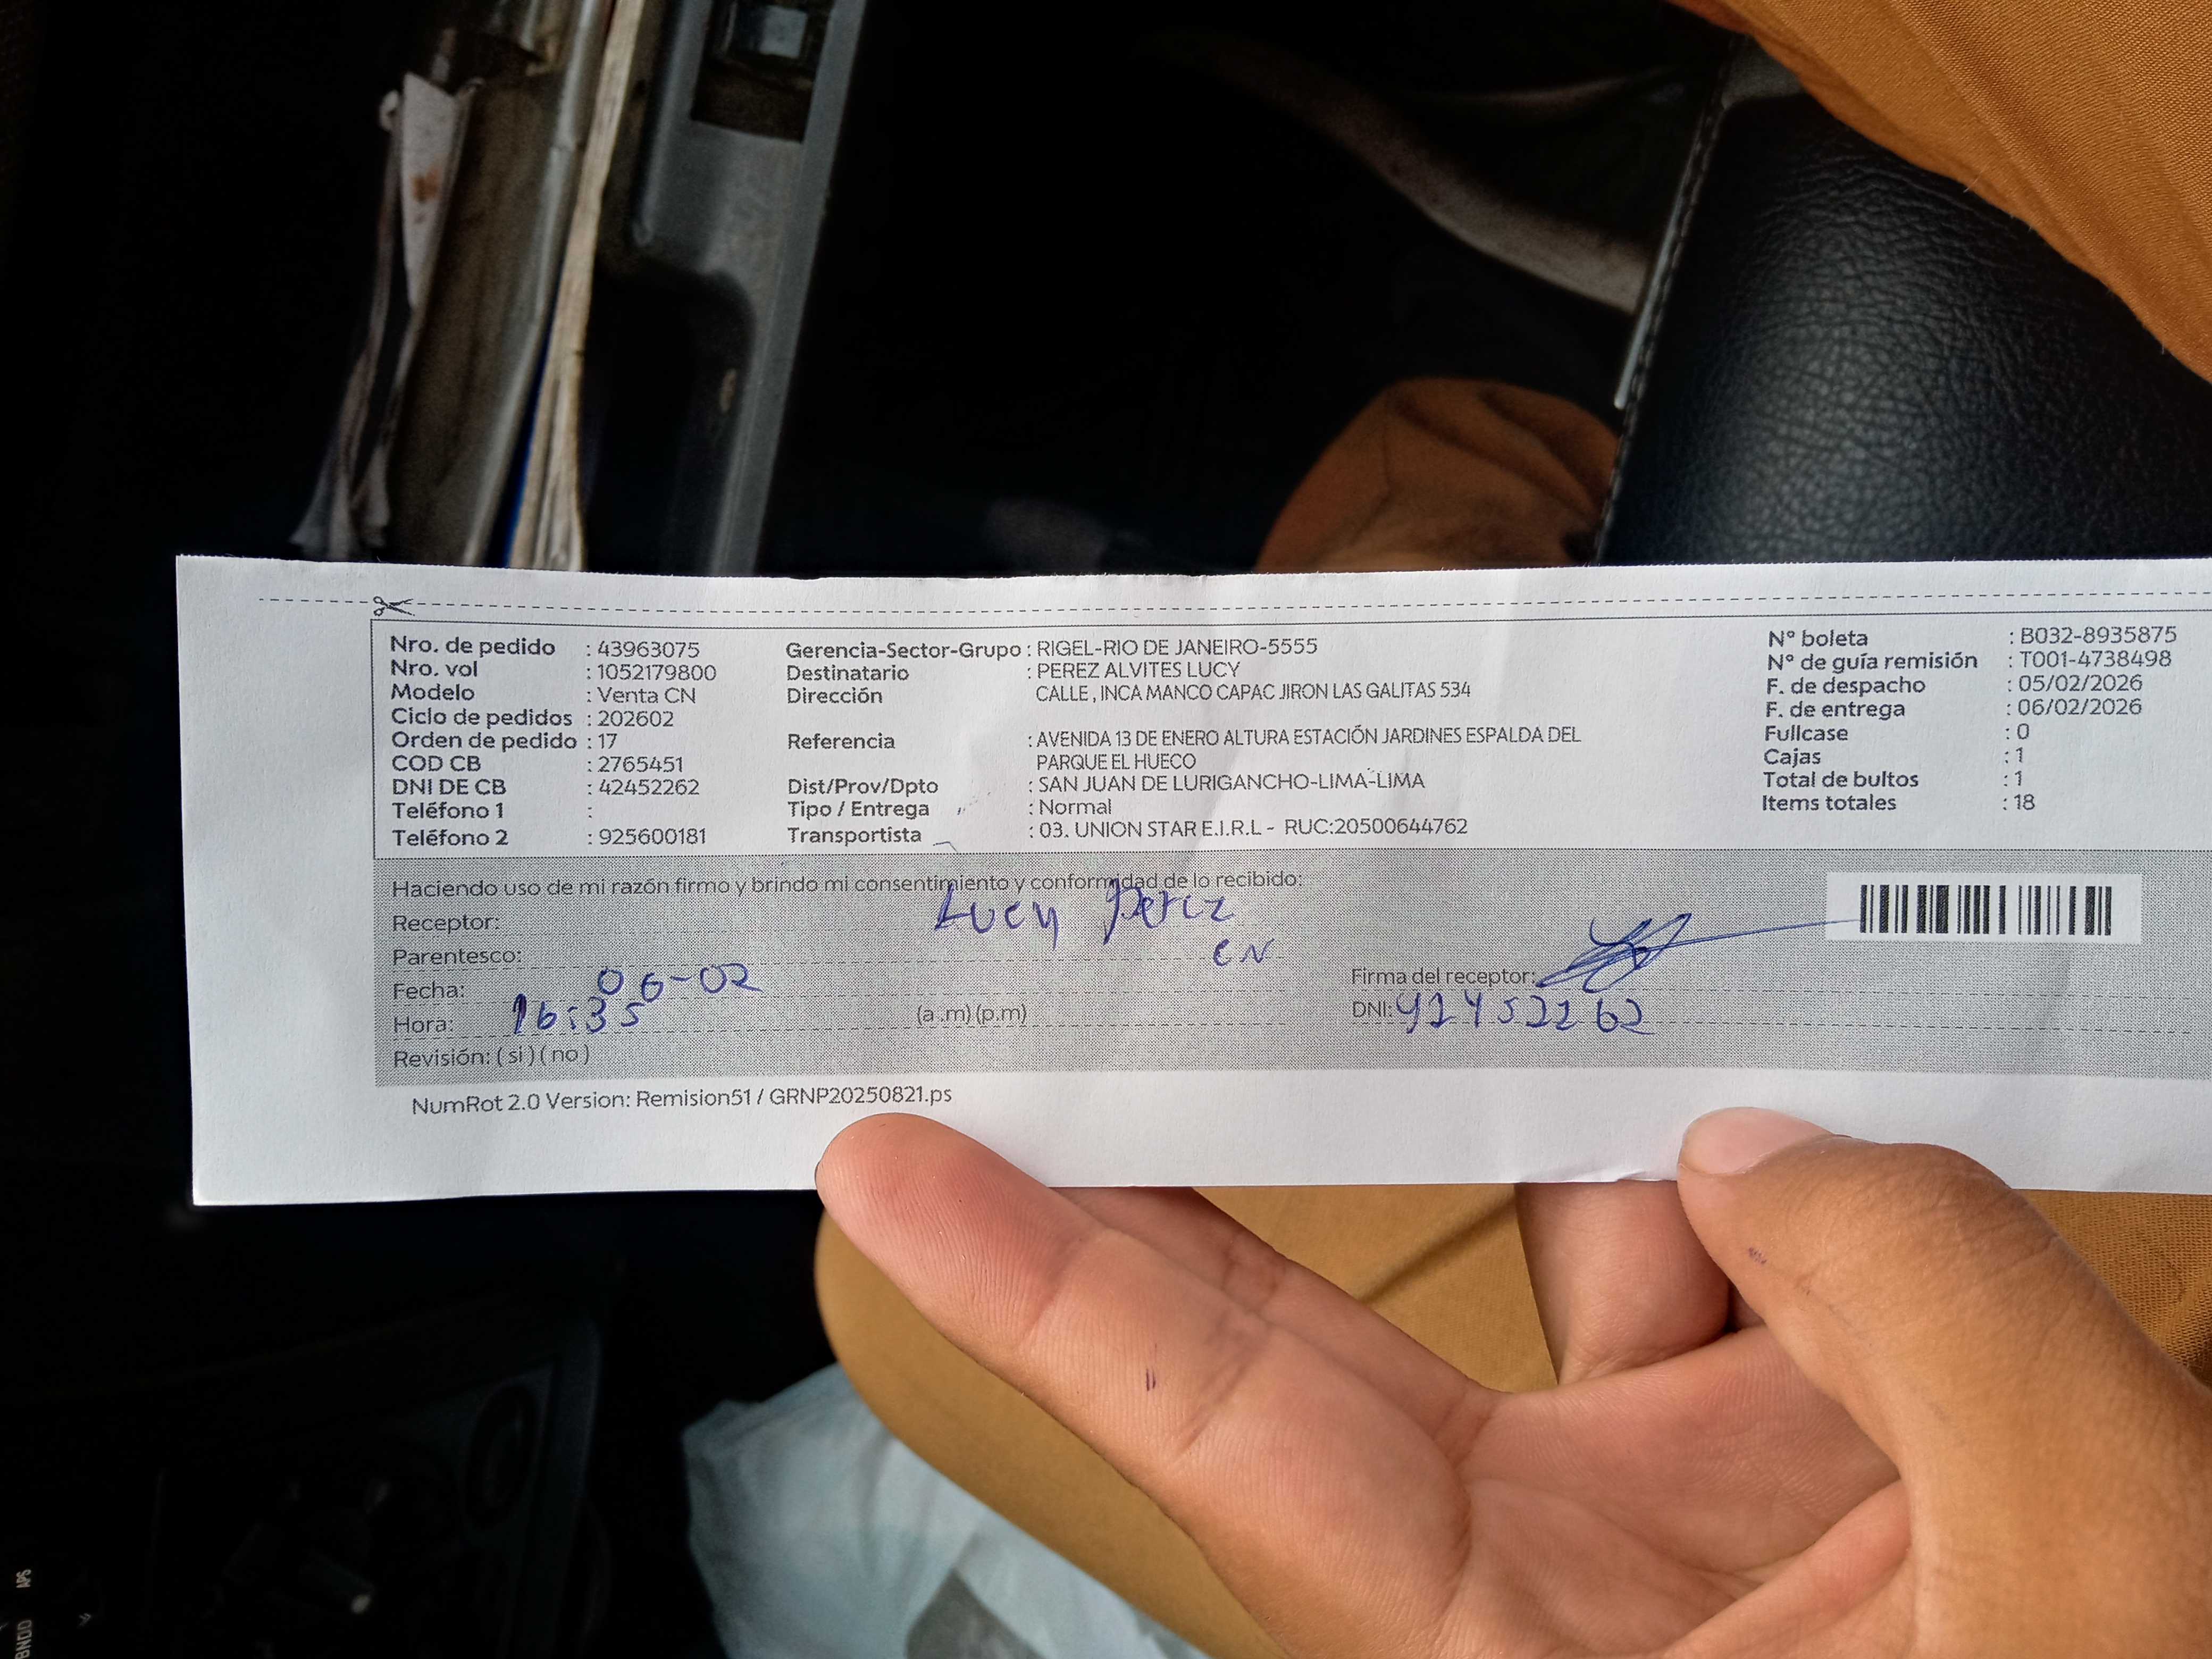 Nro. de pedido : 43963075
Nro. vol : 1052179800
Modelo : Venta CN
Ciclo de pedidos : 202602
Orden de pedido : 17
COD CB : 2765451
DNI DE CB : 42452262
Teléfono 1 :
Teléfono 2 : 925600181
Gerencia-Sector-Grupo : RIGEL-RIO DE JANEIRO-5555
Destinatario : PEREZ ALVITES LUCY
Dirección CALLE, INCA MANCO CAPAC JIRON LAS GALITAS 534
Referencia : AVENIDA 13 DE ENERO ALTURA ESTACIÓN JARDINES ESPALDA DEL
PARQUE EL HUECO
Dist/Prov/Dpto : SAN JUAN DE LURIGANCHO-LIMA-LIMA
Tipo / Entrega : Normal
Transportista : 03. UNION STAR E.I.R.L - RUC:20500644762
N° boleta : B032-8935875
N° de guía remisión : T001-4738498
F. de despacho : 05/02/2026
F. de entrega : 06/02/2026
Fullcase : 0
Cajas : 1
Total de bultos : 1
Items totales : 18
Haciendo uso de mi razón firmo y brindo mi consentimiento y conformidad de lo recibido:
Receptor: Lucy Perez
Parentesco: CN
Fecha: 06-02
Hora: 16:35 (a .m) (p.m)
Revisión: ( si ) ( no )
Firma del receptor:
DNI: 42452262
NumRot 2.0 Version: Remision51 / GRNP20250821.ps
APS